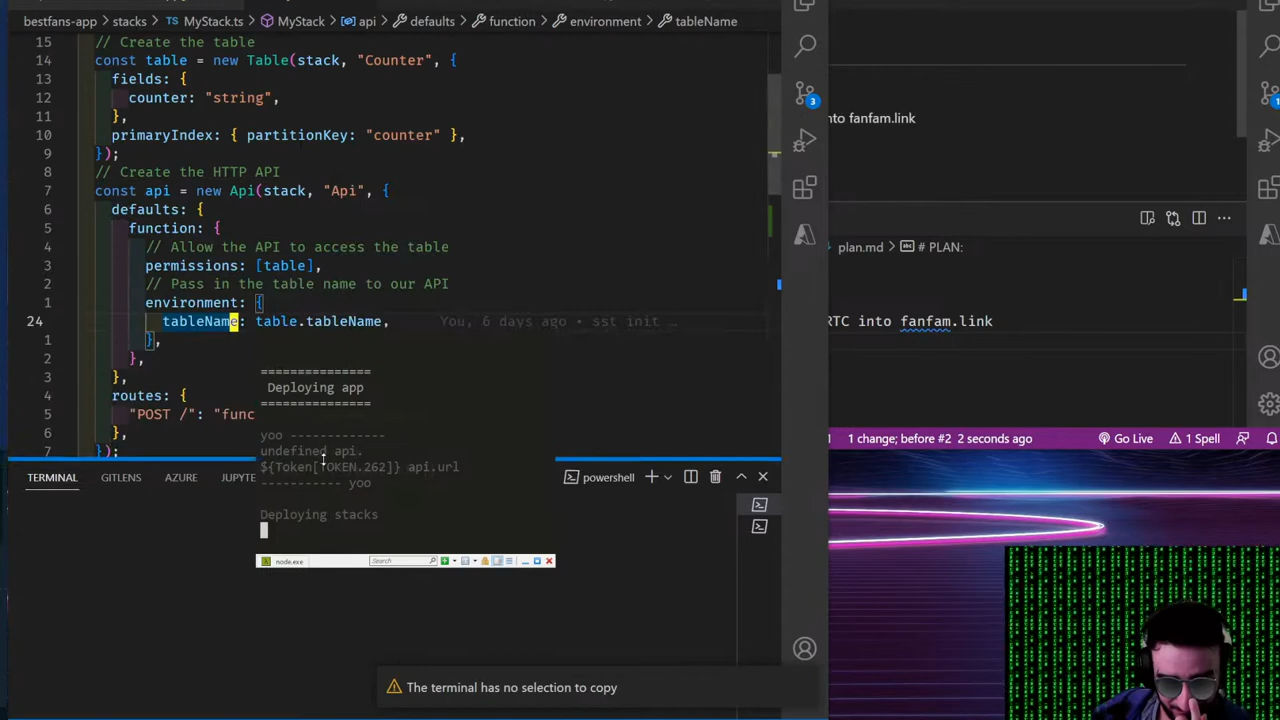 bestfans-app > stacks > TS MyStack.ts > MyStack > api > defaults > function > environment > tableName
15 // Create the table
14 const table = new Table(stack, "Counter", {
13 fields: {
12 counter: "string",
11 },
10 primaryIndex: { partitionKey: "counter" },
9 });
8 // Create the HTTP API
7 const api = new Api(stack, "Api", {
6 defaults: {
5 function: {
4 // Allow the API to access the table
3 permissions: [table],
2 // Pass in the table name to our API
1 environment: {
24 tableName: table.tableName, You, 6 days ago • sst init …
1 },
2 },
3 },
4 routes: {
5 "POST /": "func
6 },
7 });
===============
Deploying app
===============
yoo -------------
undefined api.
${Token[TOKEN.262]} api.url
----------- yoo
Deploying stacks
node.exe
Search
TERMINAL GITLENS AZURE JUPYTE
powershell
The terminal has no selection to copy
3
nto fanfam.link
plan.md > # PLAN:
RTC into fanfam.link
1 change; before #2 2 seconds ago Go Live 1 Spell